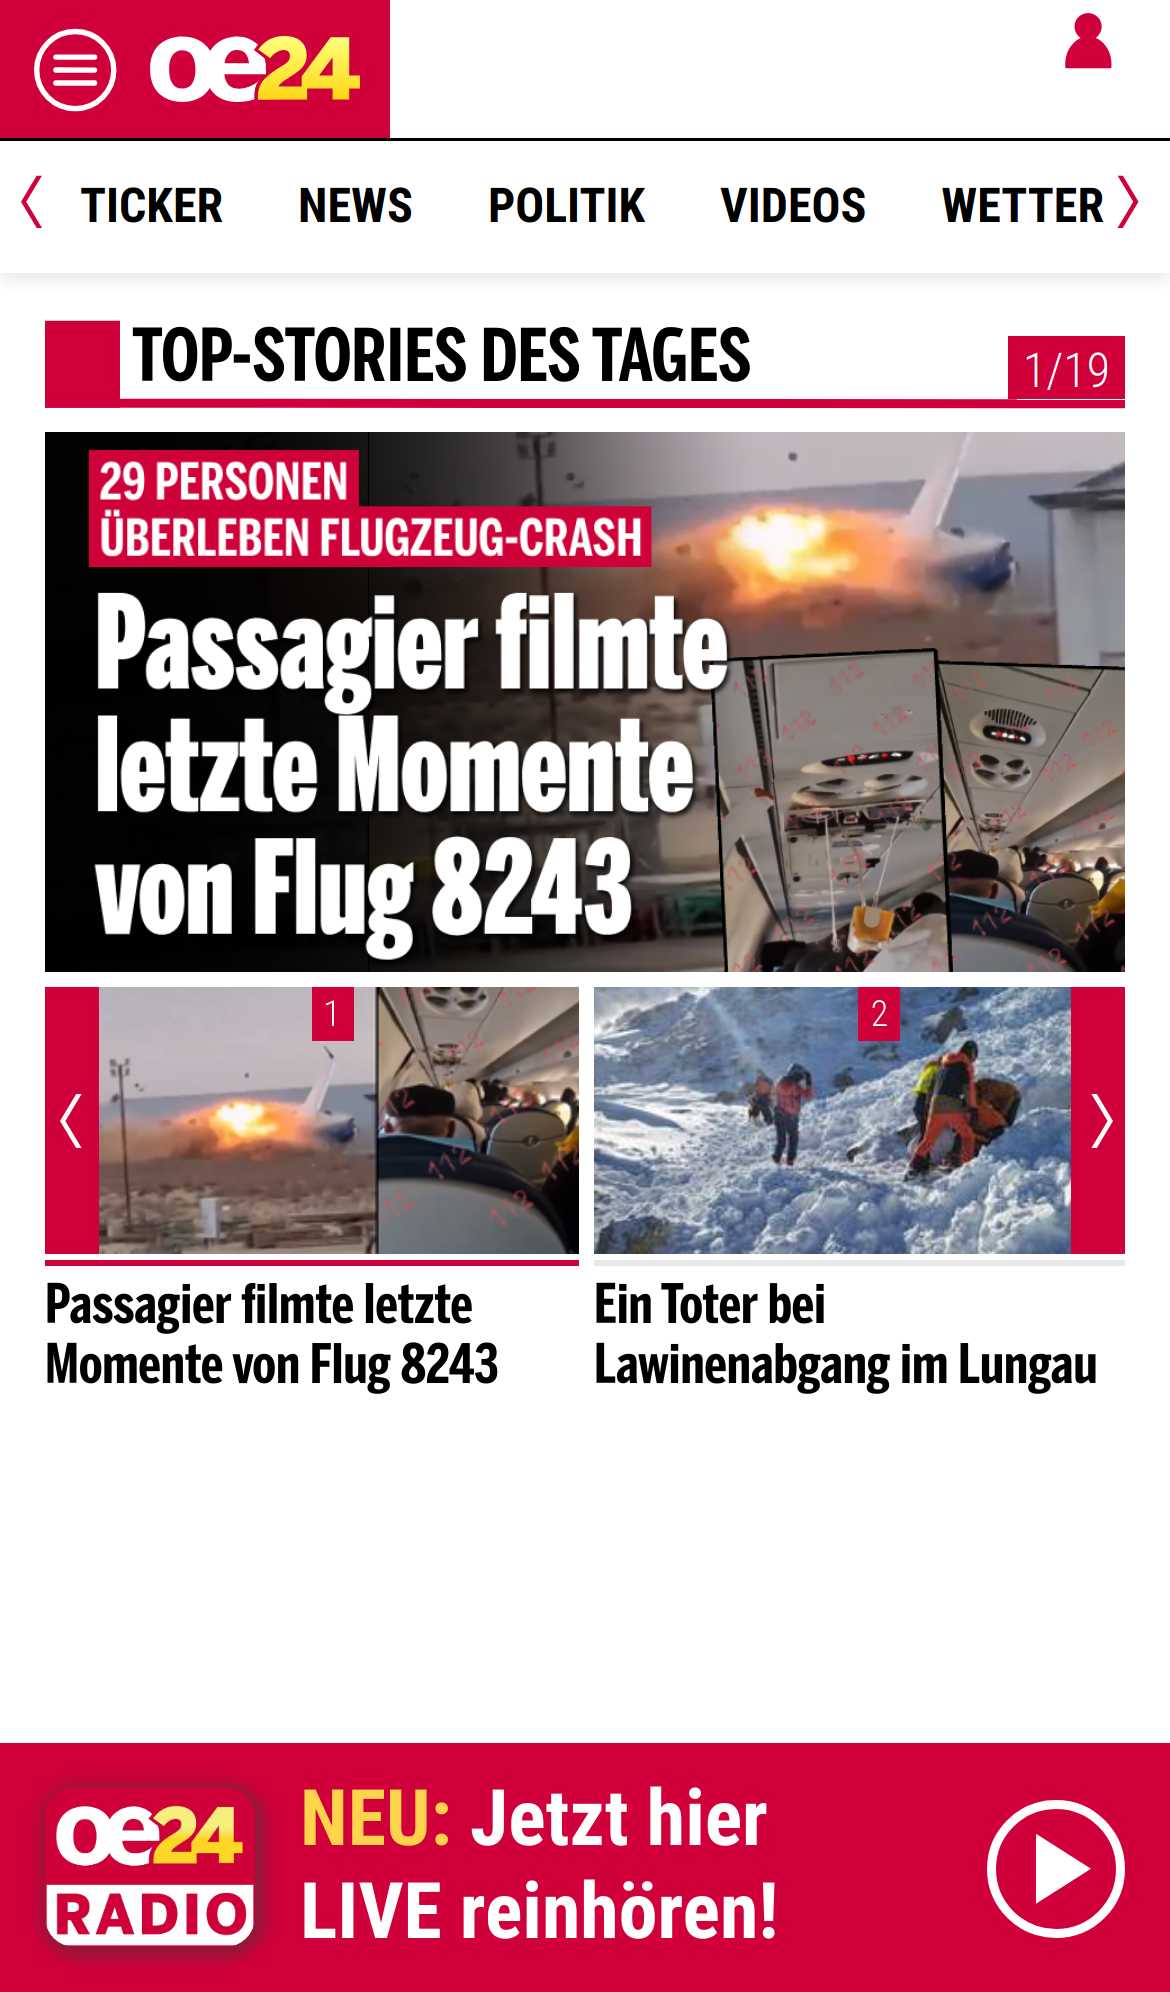 oe24
TICKER NEWS POLITIK VIDEOS WETTER
TOP-STORIES DES TAGES
1/19
29 PERSONEN
ÜBERLEBEN FLUGZEUG-CRASH
Passagier filmte
letzte Momente
von Flug 8243
112
1
2
Passagier filmte letzte
Momente von Flug 8243
Ein Toter bei
Lawinenabgang im Lungau
oe24
RADIO
NEU: Jetzt hier
LIVE reinhören!